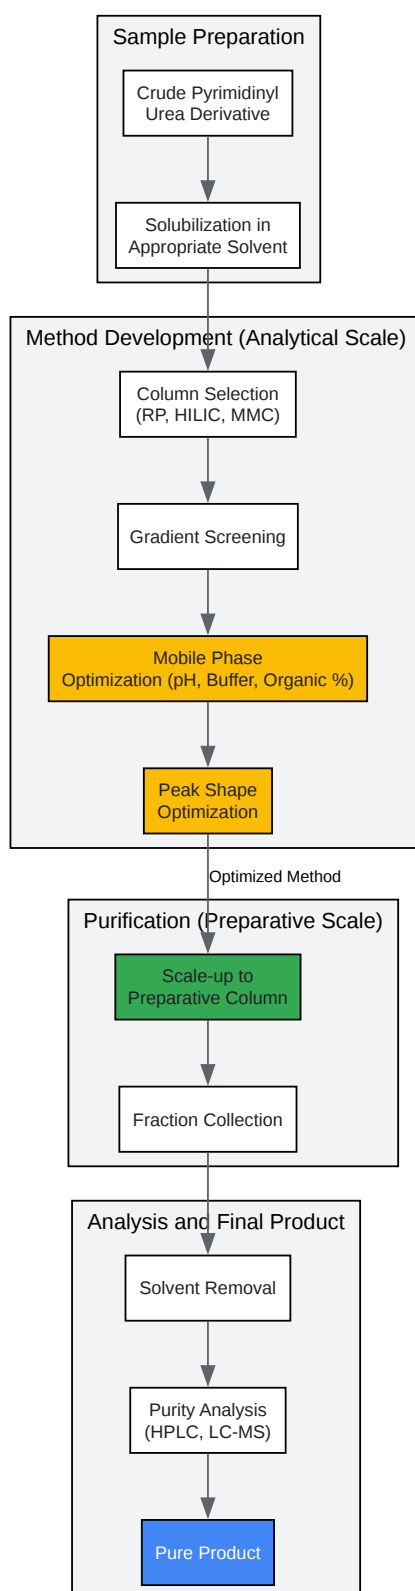 Sample Preparation
Crude Pyrimidinyl
Urea Derivative
Solubilization in
Appropriate Solvent
Method Development (Analytical Scale)
Column Selection
(RP, HILIC, MMC)
Gradient Screening
Mobile Phase
Optimization (pH, Buffer, Organic %)
Peak Shape
Optimization
Optimized Method
Purification (Preparative Scale)
Scale-up to
Preparative Column
Fraction Collection
Analysis and Final Product
Solvent Removal
Purity Analysis
(HPLC, LC-MS)
Pure Product